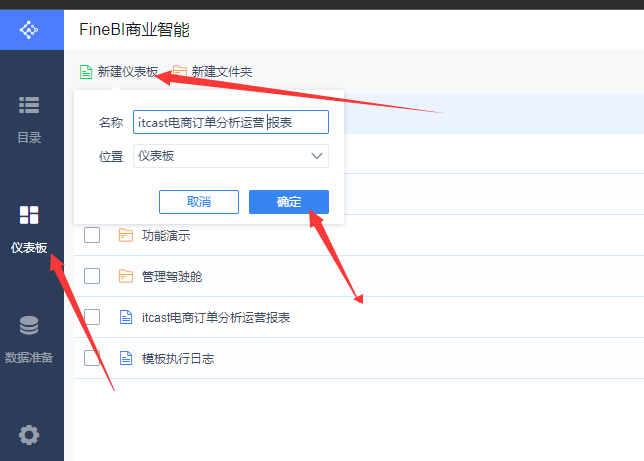 FineBI商业智能
新建仪表板 新建文件夹
目录
名称 itcast电商订单分析运营报表
位置 仪表板
取消 确定
仪表板
功能演示
管理驾驶舱
itcast电商订单分析运营报表
数据准备
模板执行日志